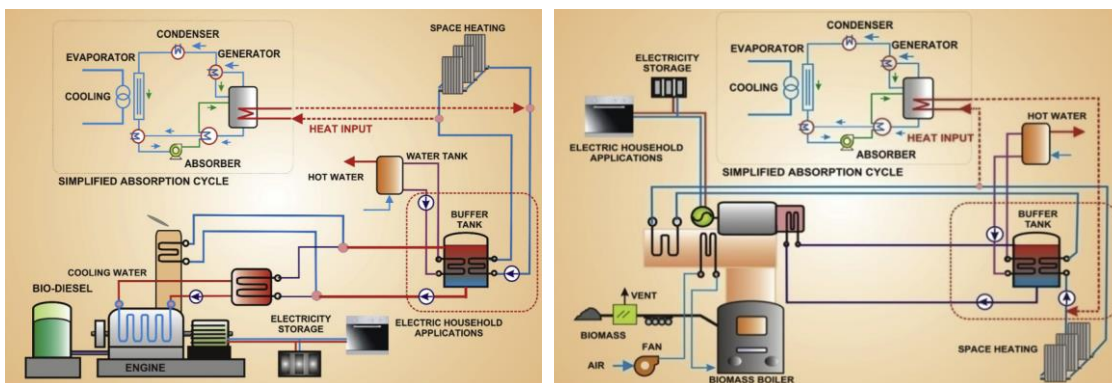 CONDENSER
GENERATOR
EVAPORATOR
COOLING
HEAT INPUT
ABSORBER
SIMPLIFIED ABSORPTION CYCLE
SPACE HEATING
WATER TANK
HOT WATER
BUFFER
TANK
COOLING WATER
BIO-DIESEL
ENGINE
ELECTRICITY
STORAGE
ELECTRIC HOUSEHOLD
APPLICATIONS
ELECTRICITY
STORAGE
ELECTRIC HOUSEHOLD
APPLICATIONS
CONDENSER
GENERATOR
EVAPORATOR
COOLING
HEAT INPUT
ABSORBER
SIMPLIFIED ABSORPTION CYCLE
HOT WATER
BUFFER
TANK
VENT
BIOMASS
FAN
AIR
BIOMASS BOILER
SPACE HEATING